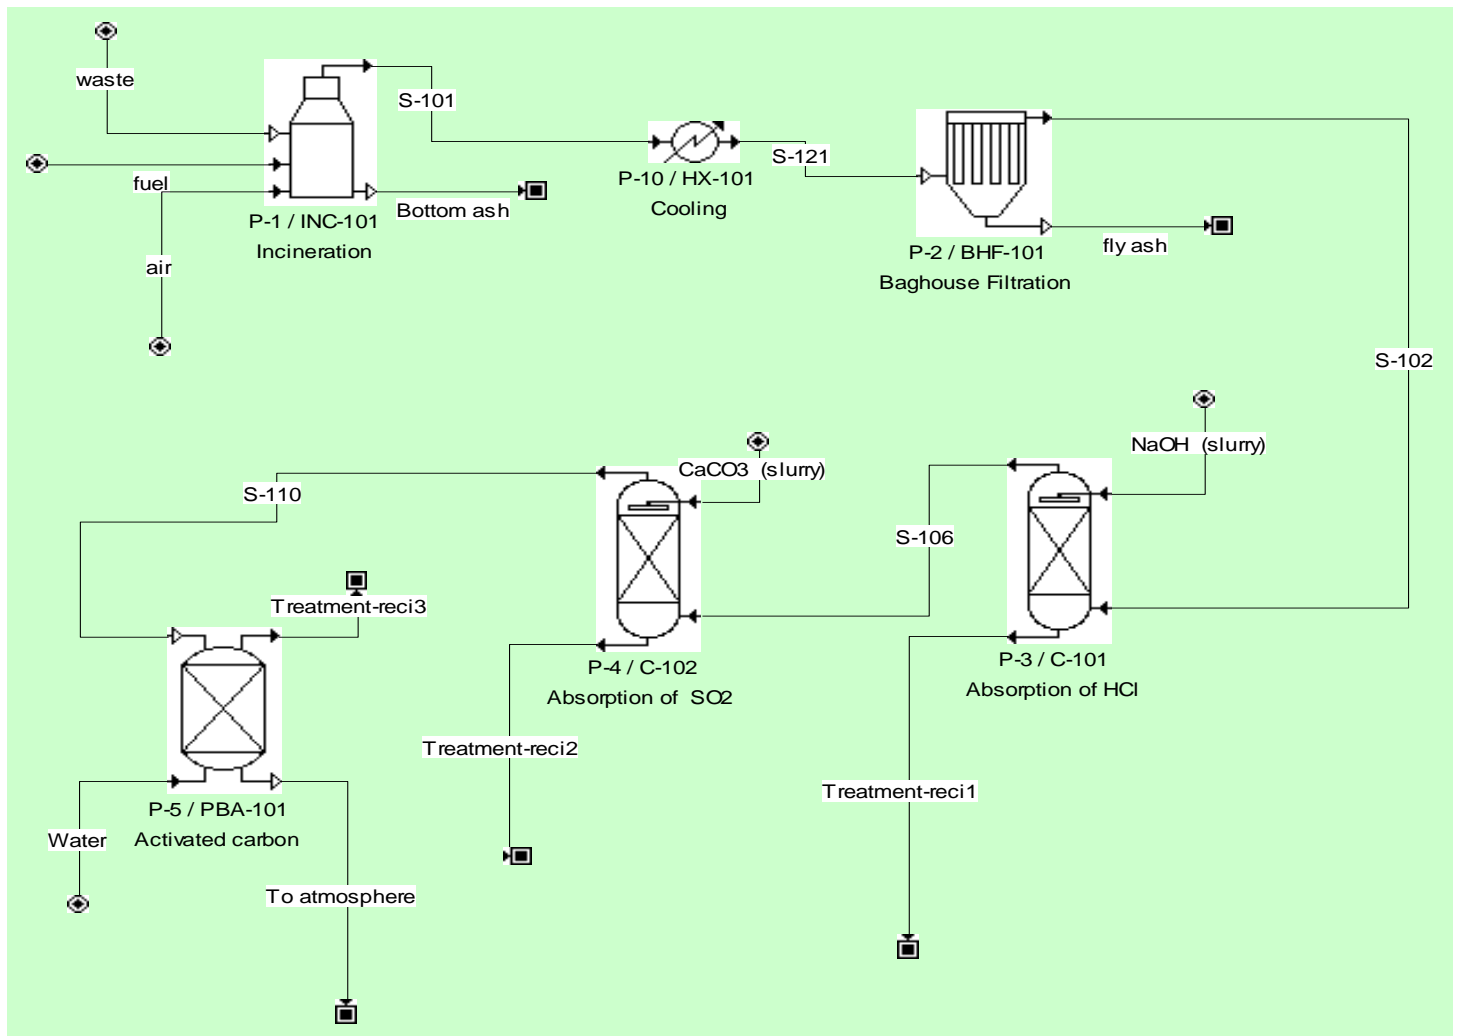 waste
S-101
fuel
air
P-1 / INC-101
Incineration
Bottom ash
P-10 / HX-101
Cooling
S-121
P-2 / BHF-101
Baghouse Filtration
fly ash
S-102
NaOH (slurry)
CaCO3 (slurry)
S-110
S-106
Treatment-reci3
P-3 / C-101
Absorption of HCl
P-4 / C-102
Absorption of SO2
Treatment-reci2
Treatment-reci1
P-5 / PBA-101
Activated carbon
Water
To atmosphere